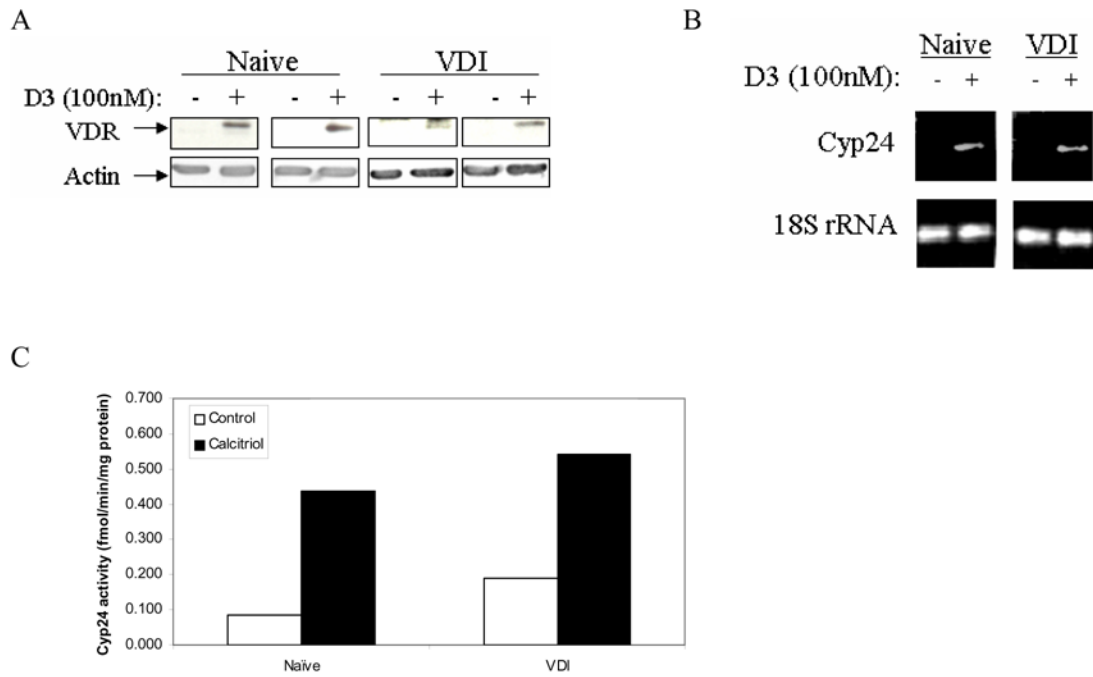 A
Naive VDI
D3 (100nM): - + - + - + - +
VDR
Actin
B
Naive VDI
D3 (100nM): - + - +
Cyp24
18S rRNA
C
Cyp24 activity (fmol/min/mg protein)
0.700
0.600
0.500
0.400
0.300
0.200
0.100
0.000
Control
Calcitriol
Naïve VDI